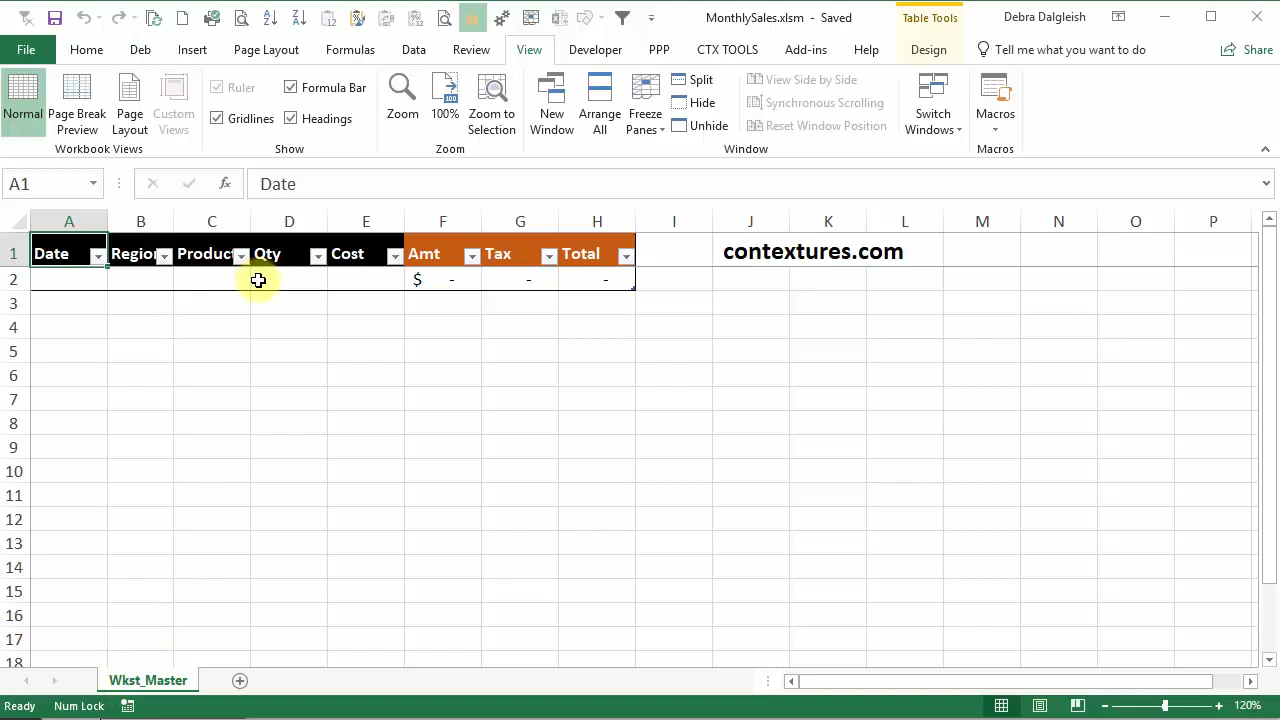 MonthlySales.xlsm - Saved
Table Tools
Debra Dalgleish
File
Home
Deb
Insert
Page Layout
Formulas
Data
Review
View
Developer
PPP
CTX TOOLS
Add-ins
Help
Design
Tell me what you want to do
Share
Normal
Page Break Preview
Page Layout
Custom Views
Workbook Views
Ruler
Formula Bar
Gridlines
Headings
Show
Zoom
100%
Zoom to Selection
Zoom
New Window
Arrange All
Freeze Panes
Split
Hide
Unhide
View Side by Side
Synchronous Scrolling
Reset Window Position
Switch Windows
Window
Macros
Macros
A1
fx
Date
A B C D E F G H I J K L M N O P
1 Date Region Product Qty Cost Amt Tax Total contextures.com
2 $ - - -
3
4
5
6
7
8
9
10
11
12
13
14
15
16
17
18
Wkst_Master
Ready
Num Lock
120%